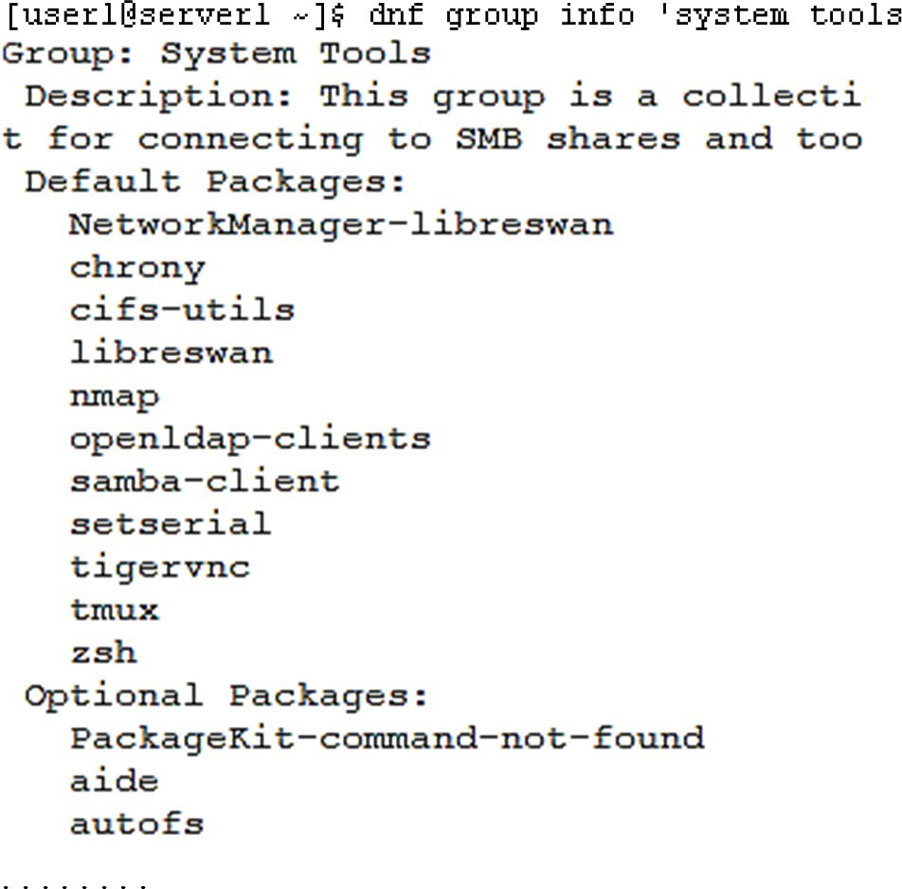 [user1@server1 ~]$ dnf group info 'system tools
Group: System Tools
Description: This group is a collecti
t for connecting to SMB shares and too
Default Packages:
NetworkManager-libreswan
chrony
cifs-utils
libreswan
nmap
openldap-clients
samba-client
setserial
tigervnc
tmux
zsh
Optional Packages:
PackageKit-command-not-found
aide
autofs
. . . . . . . .